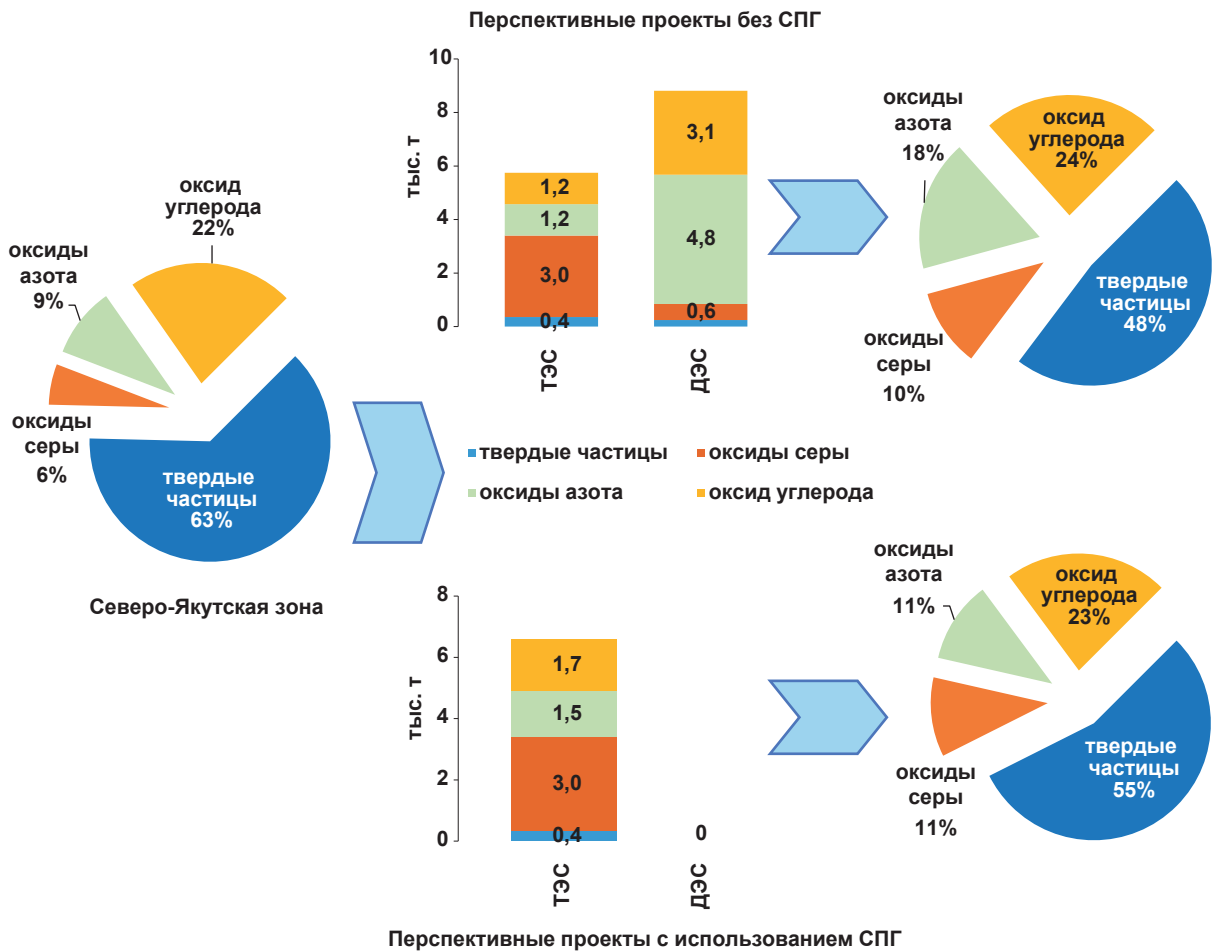 Перспективные проекты без СПГ
10
8
6
4
2
0
тыс. т
1,2
1,2
3,0
0,4
3,1
4,8
0,6
ТЭС
ДЭС
оксиды
азота
18%
оксид
углерода
24%
твердые
частицы
48%
оксиды
серы
10%
оксид
углерода
22%
оксиды
азота
9%
оксиды
серы
6%
твердые
частицы
63%
Северо-Якутская зона
твердые частицы
оксиды серы
оксиды азота
оксид углерода
8
6
4
2
0
тыс. т
1,7
1,5
3,0
0,4
0
ТЭС
ДЭС
оксиды
азота
11%
оксид
углерода
23%
твердые
частицы
55%
оксиды
серы
11%
Перспективные проекты с использованием СПГ